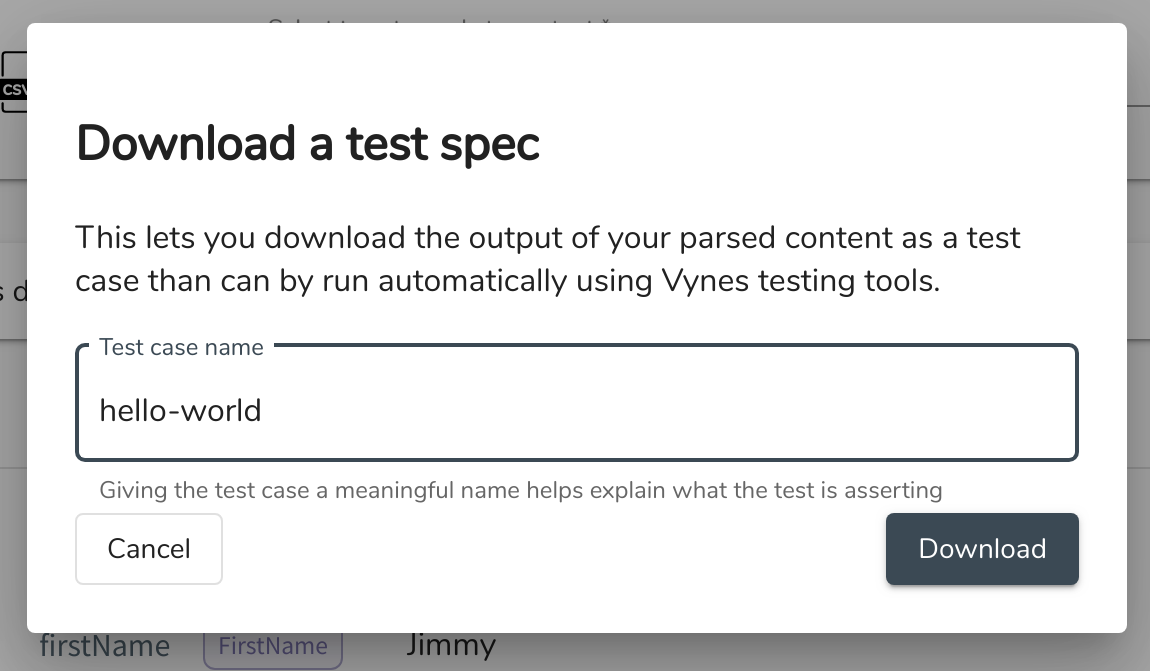 CSV
Download a test spec
This lets you download the output of your parsed content as a test
case than can by run automatically using Vynes testing tools.
Test case name
hello-world
Giving the test case a meaningful name helps explain what the test is asserting
Cancel
Download
firstName FirstName Jimmy